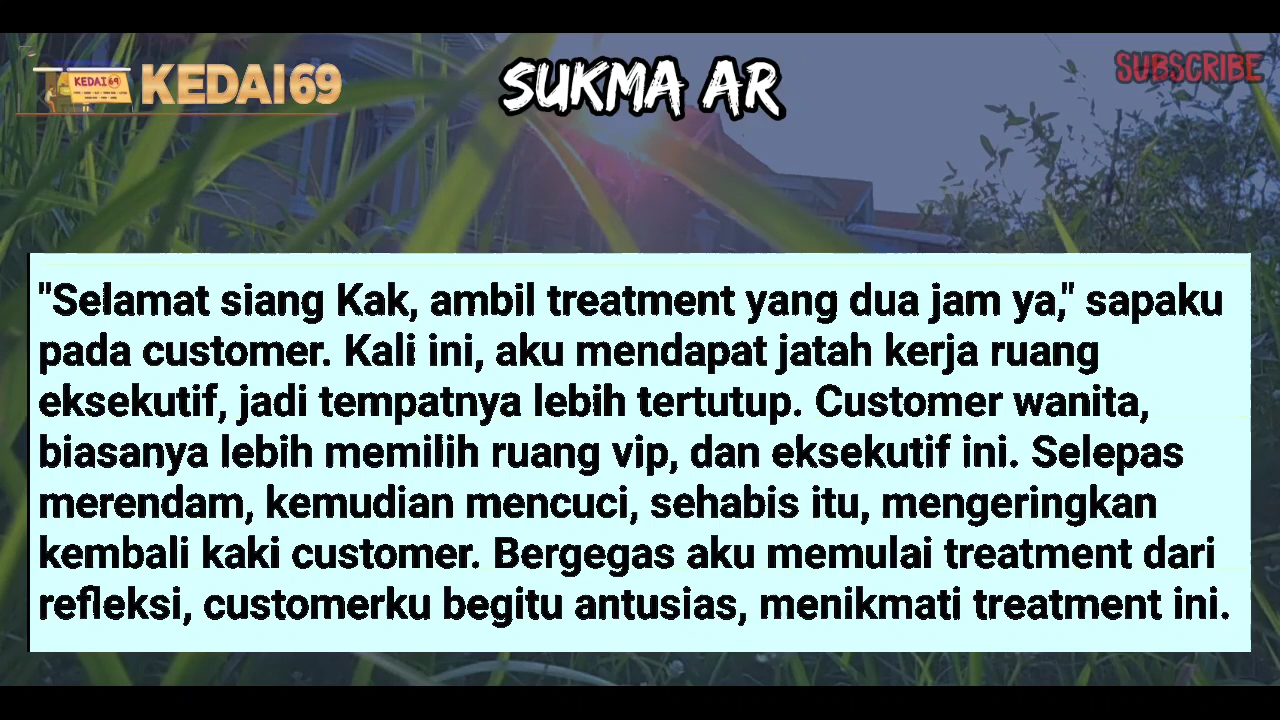 KEDAI69
KEDAI69
SUKMA AR
SUBSCRIBE
"Selamat siang Kak, ambil treatment yang dua jam ya," sapaku
pada customer. Kali ini, aku mendapat jatah kerja ruang
eksekutif, jadi tempatnya lebih tertutup. Customer wanita,
biasanya lebih memilih ruang vip, dan eksekutif ini. Selepas
merendam, kemudian mencuci, sehabis itu, mengeringkan
kembali kaki customer. Bergegas aku memulai treatment dari
refleksi, customerku begitu antusias, menikmati treatment ini.